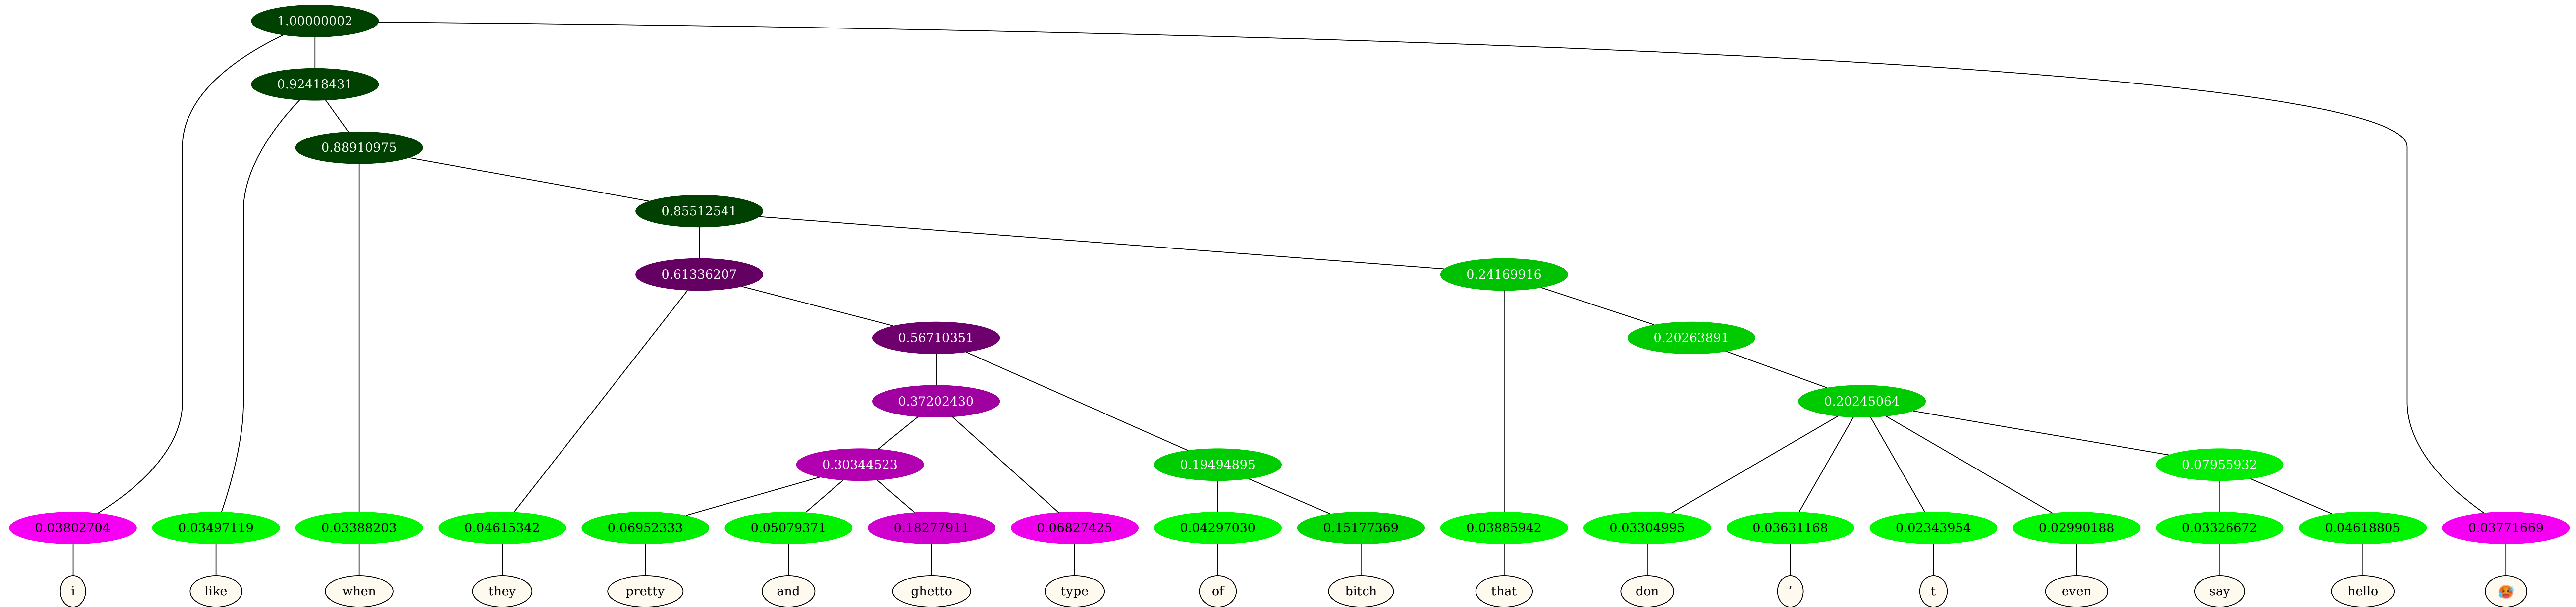 1.00000002
0.92418431
0.88910975
0.85512541
0.61336207 0.24169916
0.56710351 0.20263891
0.37202430 0.20245064
0.30344523 0.19494895 0.07955932
0.03802704 0.03497119 0.03388203 0.04615342 0.06952333 0.05079371 0.18277911 0.06827425 0.04297030 0.15177369 0.03885942 0.03304995 0.03631168 0.02343954 0.02990188 0.03326672 0.04618805 0.03771669
i like when they pretty and ghetto type of bitch that don ’ t even say hello 🥵